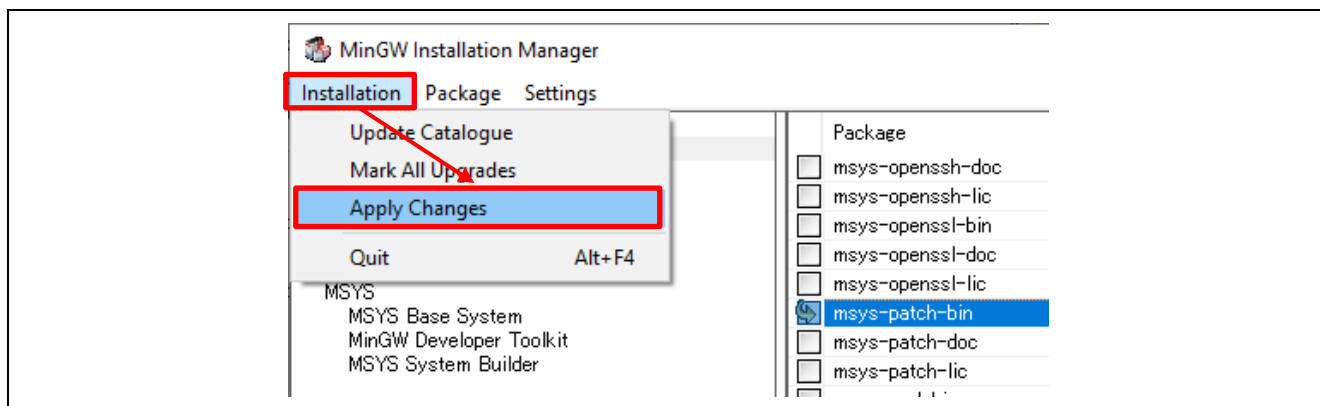 MinGW Installation Manager
Installation Package Settings
Update Catalogue
Mark All Upgrades
Apply Changes
Quit Alt+F4
MSYS
MSYS Base System
MinGW Developer Toolkit
MSYS System Builder
Package
msys-openssh-doc
msys-openssh-lic
msys-openssl-bin
msys-openssl-doc
msys-openssl-lic
msys-patch-bin
msys-patch-doc
msys-patch-lic